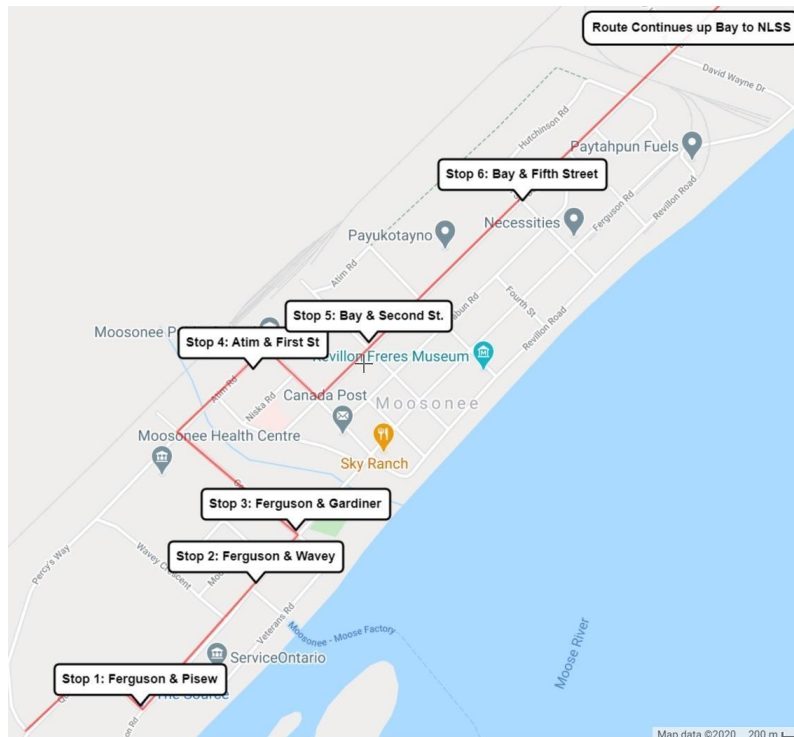 Route Continues up Bay to NLSS
David Wayne Dr
Hutchinson Rd
Paytahpun Fuels
Stop 6: Bay & Fifth Street
Revillon Road
Ferguson Rd
Necessities
Payukotayno
Atim Rd
Fourth St
Stop 5: Bay & Second St.
Revillon Road
Moosonee
Stop 4: Atim & First St
Revillon Freres Museum
Atim Rd
Niska Rd
Canada Post
Moosonee
Moosonee Health Centre
Sky Ranch
Stop 3: Ferguson & Gardiner
Stop 2: Ferguson & Wavey
Percy's Way
Wavey Crescent
Veterans Rd
Moosonee - Moose Factory
Moose River
ServiceOntario
Stop 1: Ferguson & Pisew
The Source
Map data ©2020 200 m